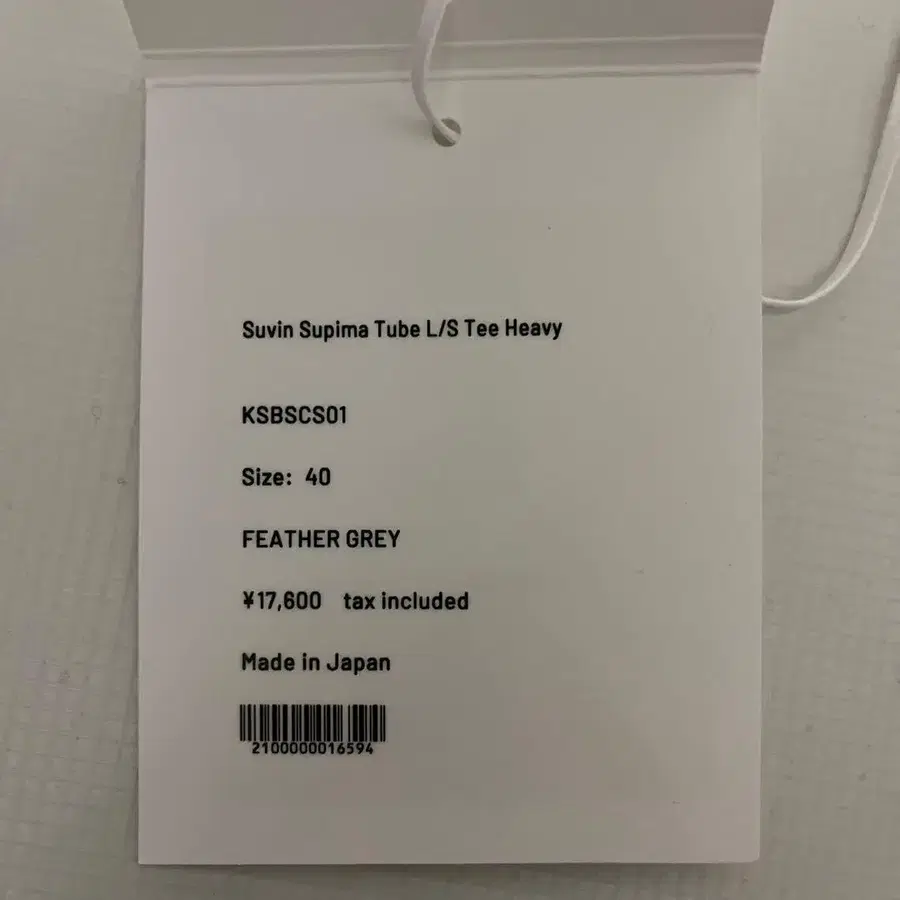 Suvin Supima Tube L/S Tee Heavy
KSBSCS01
Size: 40
FEATHER GREY
¥17,600 tax included
Made in Japan
2100000016594